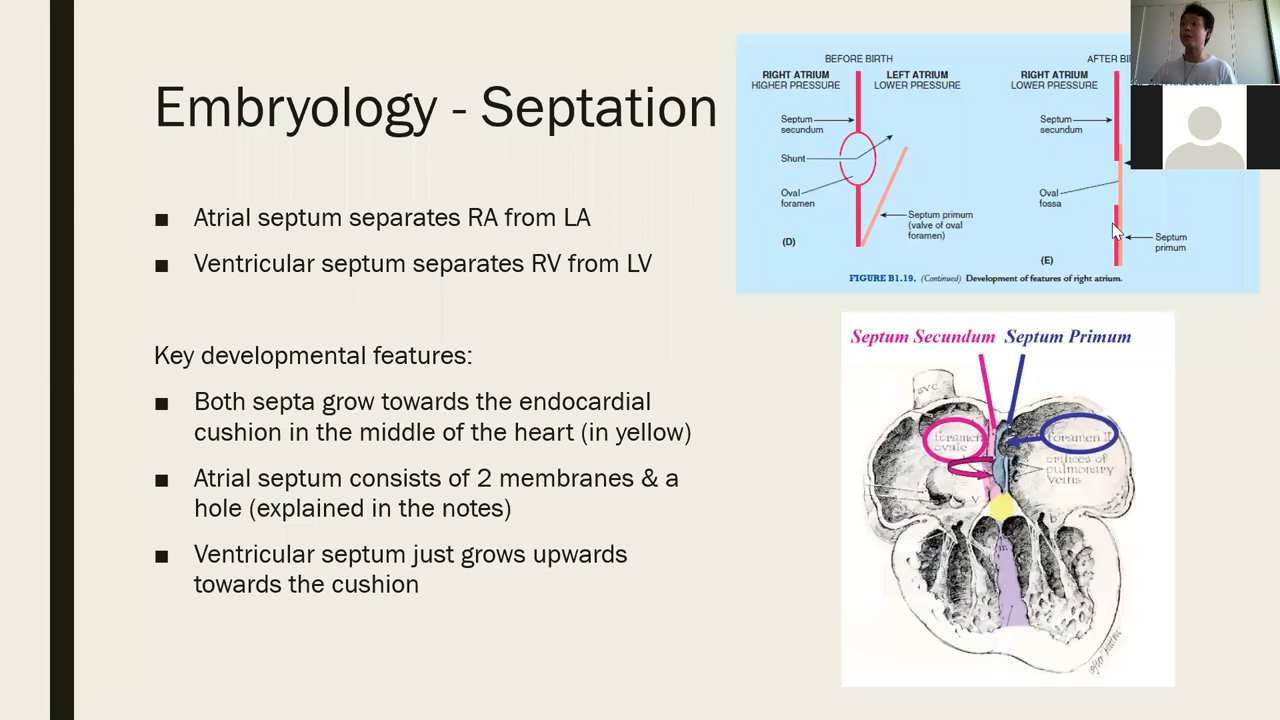 Embryology - Septation
■ Atrial septum separates RA from LA
■ Ventricular septum separates RV from LV
Key developmental features:
■ Both septa grow towards the endocardial
cushion in the middle of the heart (in yellow)
■ Atrial septum consists of 2 membranes & a
hole (explained in the notes)
■ Ventricular septum just grows upwards
towards the cushion
BEFORE BIRTH
RIGHT ATRIUM
HIGHER PRESSURE
LEFT ATRIUM
LOWER PRESSURE
Septum
secundum
Shunt
Oval
foramen
Septum primum
(valve of oval
foramen)
(D)
AFTER
RIGHT ATRIUM
LOWER PRESSURE
Septum
secundum
Oval
fossa
Septum
primum
(E)
FIGURE B1.19. (Continued) Development of features of right atrium.
Septum Secundum Septum Primum
SVC
foramen
ovale
foramen II
orifices of
pulmonary
veins
V
b
m